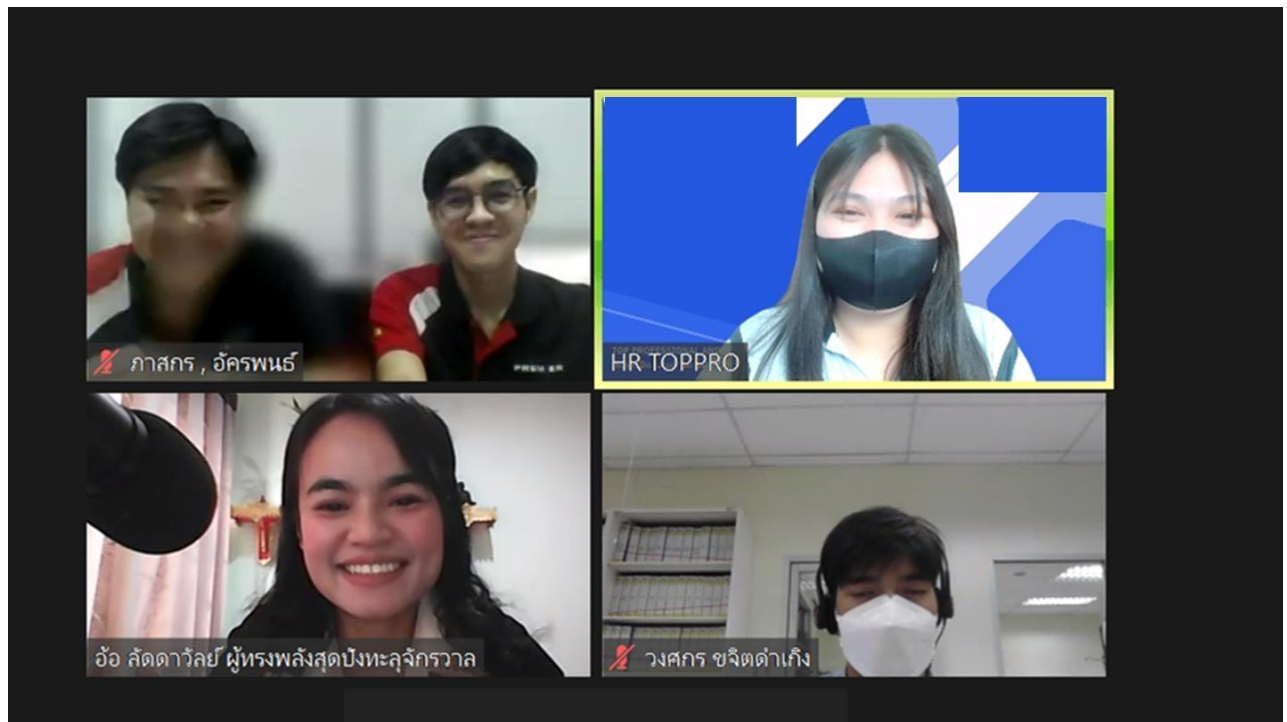 ภาสกร , อัครพนธ์
HR TOPPRO
อ้อ ลัดดาวัลย์ ผู้ทรงพลังสุดปังทะลุจักรวาล
วงศกร ขจิตดำเกิง